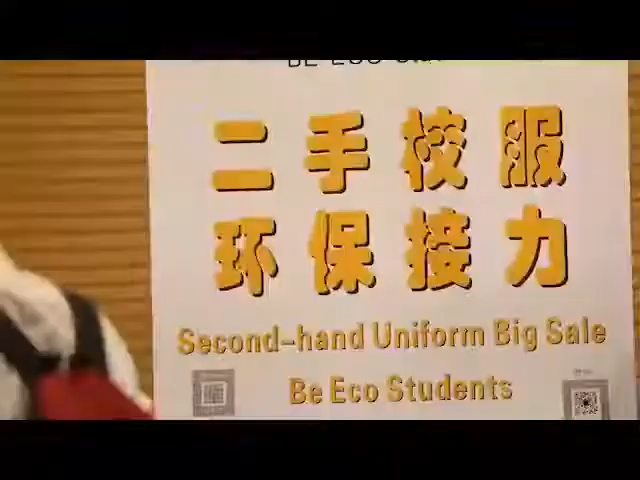 二手校服
环保接力
Second-hand Uniform Big Sale
Be Eco Students